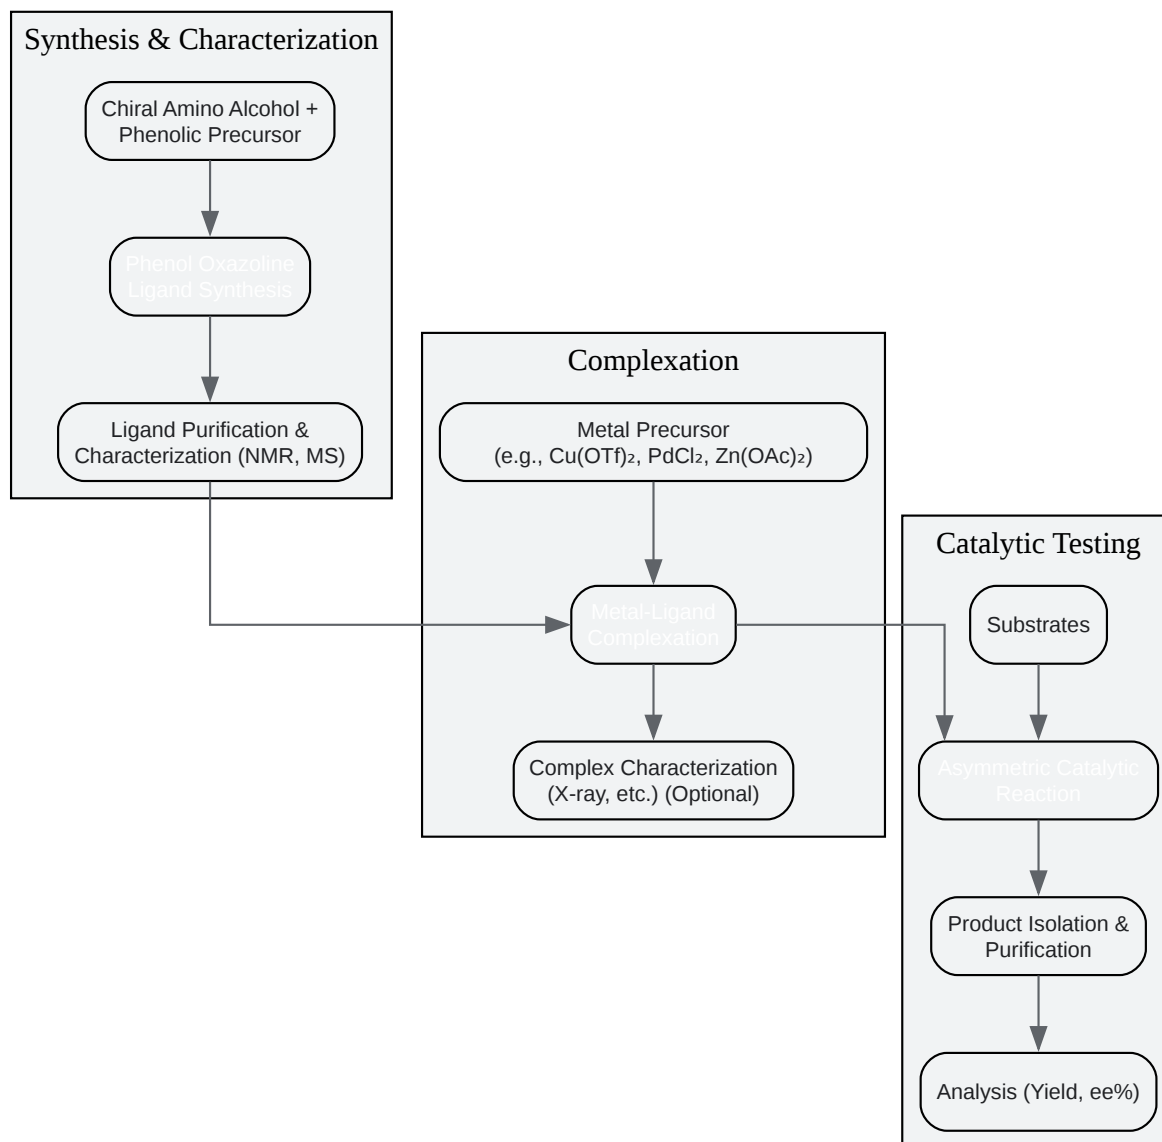 Synthesis & Characterization
Chiral Amino Alcohol +
Phenolic Precursor
Phenol Oxazoline
Ligand Synthesis
Ligand Purification &
Characterization (NMR, MS)
Complexation
Metal Precursor
(e.g., Cu(OTf)₂, PdCl₂, Zn(OAc)₂)
Metal-Ligand
Complexation
Complex Characterization
(X-ray, etc.) (Optional)
Catalytic Testing
Substrates
Asymmetric Catalytic
Reaction
Product Isolation &
Purification
Analysis (Yield, ee%)